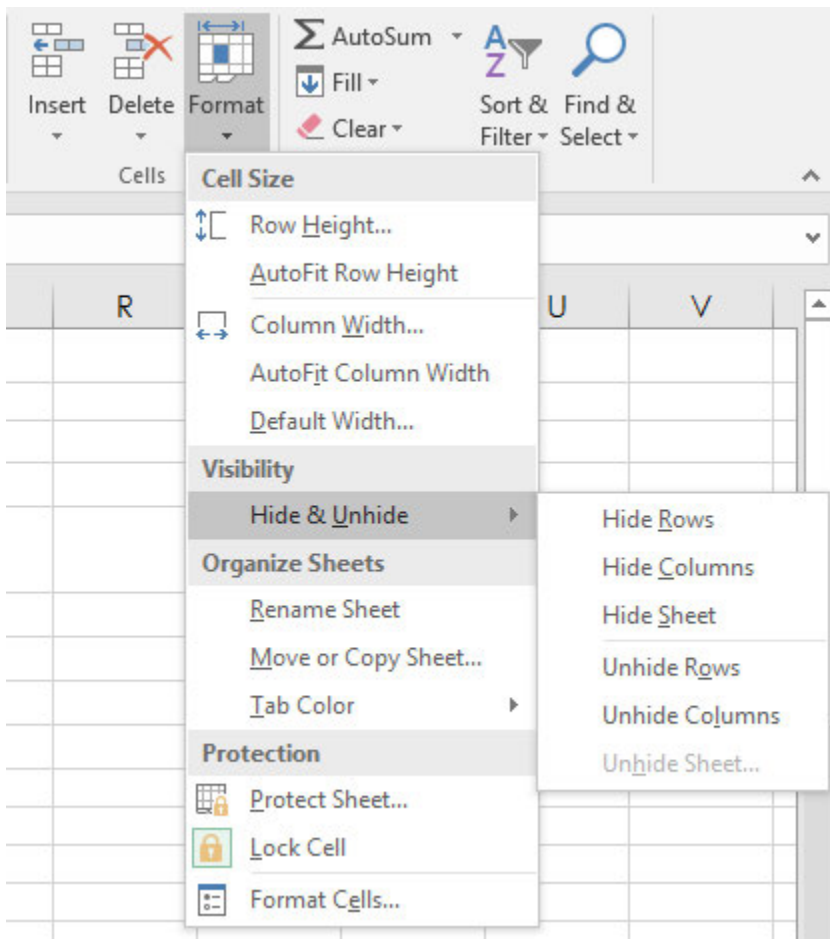 AutoSum
Fill
Insert Delete Format Sort & Find &
Clear Filter Select
Cells
Cell Size
Row Height...
AutoFit Row Height
R U V
Column Width...
AutoFit Column Width
Default Width...
Visibility
Hide & Unhide
Hide Rows
Hide Columns
Hide Sheet
Unhide Rows
Unhide Columns
Unhide Sheet...
Organize Sheets
Rename Sheet
Move or Copy Sheet...
Tab Color
Protection
Protect Sheet...
Lock Cell
Format Cells...